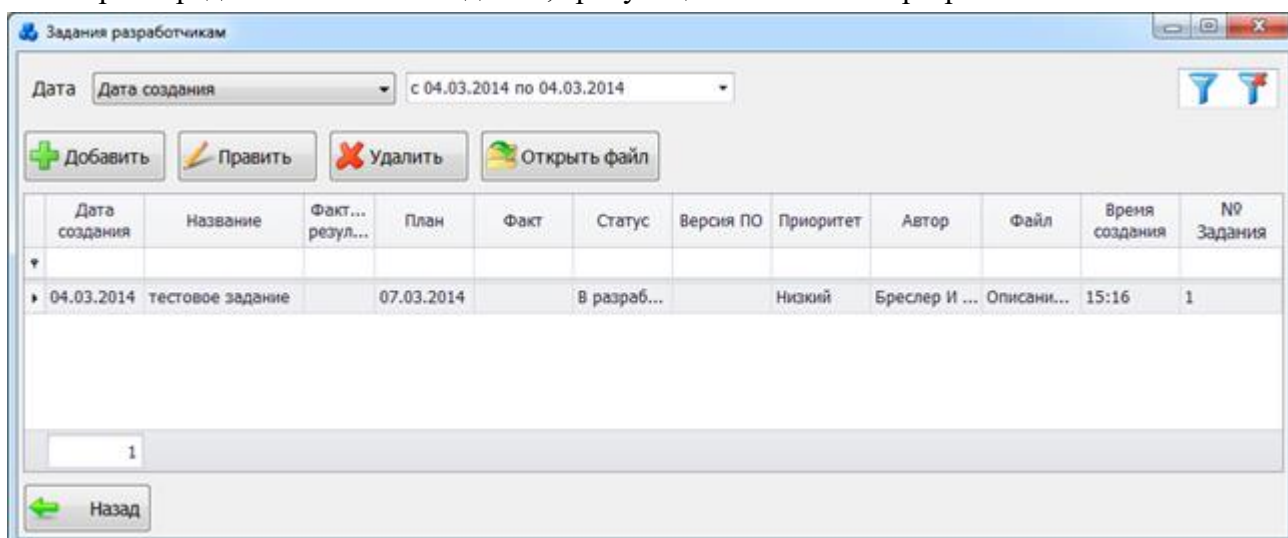 Задания разработчикам
Дата Дата создания с 04.03.2014 по 04.03.2014
Добавить Править Удалить Открыть файл
Дата создания Название Факт... резул... План Факт Статус Версия ПО Приоритет Автор Файл Время создания № Задания
04.03.2014 тестовое задание 07.03.2014 В разраб... Низкий Бреслер И ... Описани... 15:16 1
1
Назад